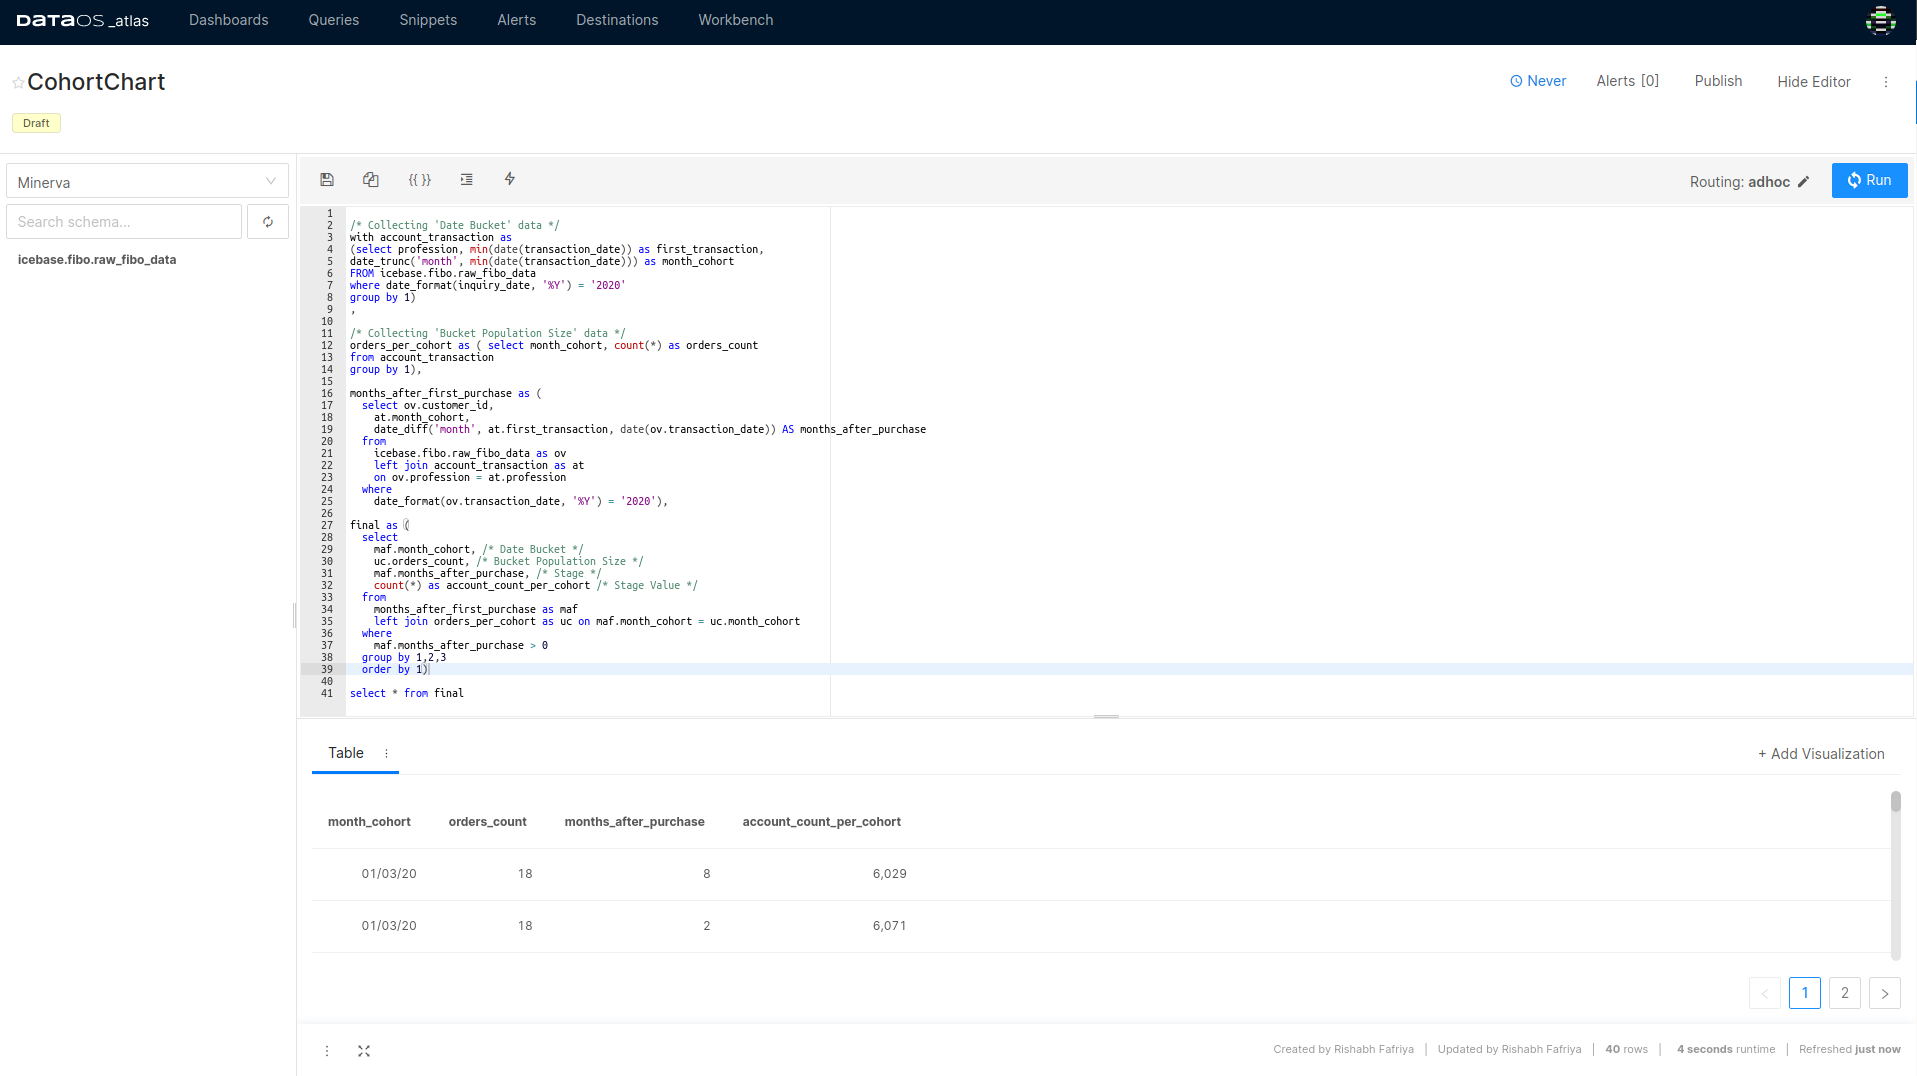 DATAOS _atlas Dashboards Queries Snippets Alerts Destinations Workbench
CohortChart
Never Alerts [0] Publish Hide Editor
Draft
Minerva
Search schema...
icebase.fibo.raw_fibo_data
{{ }}
Routing: adhoc
Run
1
2 /* Collecting 'Date Bucket' data */
3 with account_transaction as
4 (select profession, min(date(transaction_date)) as first_transaction,
5 date_trunc('month', min(date(transaction_date))) as month_cohort
6 FROM icebase.fibo.raw_fibo_data
7 where date_format(inquiry_date, '%Y') = '2020'
8 group by 1)
9 ,
10
11 /* Collecting 'Bucket Population Size' data */
12 orders_per_cohort as ( select month_cohort, count(*) as orders_count
13 from account_transaction
14 group by 1),
15
16 months_after_first_purchase as (
17 select ov.customer_id,
18 at.month_cohort,
19 date_diff('month', at.first_transaction, date(ov.transaction_date)) AS months_after_purchase
20 from
21 icebase.fibo.raw_fibo_data as ov
22 left join account_transaction as at
23 on ov.profession = at.profession
24 where
25 date_format(ov.transaction_date, '%Y') = '2020'),
26
27 final as (
28 select
29 maf.month_cohort, /* Date Bucket */
30 uc.orders_count, /* Bucket Population Size */
31 maf.months_after_purchase, /* Stage */
32 count(*) as account_count_per_cohort /* Stage Value */
33 from
34 months_after_first_purchase as maf
35 left join orders_per_cohort as uc on maf.month_cohort = uc.month_cohort
36 where
37 maf.months_after_purchase > 0
38 group by 1,2,3
39 order by 1)
40
41 select * from final
Table
+ Add Visualization
month_cohort orders_count months_after_purchase account_count_per_cohort
01/03/20 18 8 6,029
01/03/20 18 2 6,071
< 1 2 >
Created by Rishabh Fafriya | Updated by Rishabh Fafriya | 40 rows | 4 seconds runtime | Refreshed just now